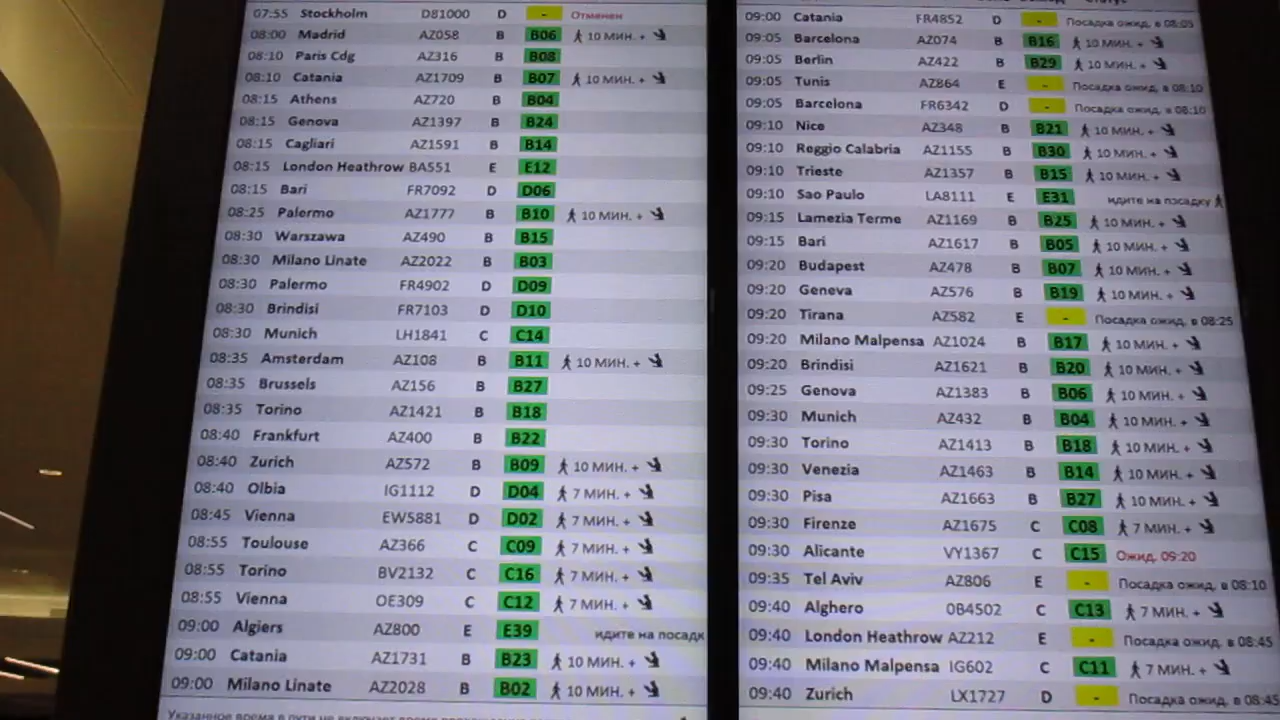 07:55 Stockholm D81000 D - Отменен
08:00 Madrid AZ058 B B06 10 МИН. +
08:10 Paris Cdg AZ316 B B08
08:10 Catania AZ1709 B B07 10 МИН. +
08:15 Athens AZ720 B B04
08:15 Genova AZ1397 B B24
08:15 Cagliari AZ1591 B B14
08:15 London Heathrow BA551 E E12
08:15 Bari FR7092 D D06
08:25 Palermo AZ1777 B B10 10 МИН. +
08:30 Warszawa AZ490 B B15
08:30 Milano Linate AZ2022 B B03
08:30 Palermo FR4902 D D09
08:30 Brindisi FR7103 D D10
08:30 Munich LH1841 C C14
08:35 Amsterdam AZ108 B B11 10 МИН. +
08:35 Brussels AZ156 B B27
08:35 Torino AZ1421 B B18
08:40 Frankfurt AZ400 B B22
08:40 Zurich AZ572 B B09 10 МИН. +
08:40 Olbia IG1112 D D04 7 МИН. +
08:45 Vienna EW5881 D D02 7 МИН. +
08:55 Toulouse AZ366 C C09 7 МИН. +
08:55 Torino BV2132 C C16 7 МИН. +
08:55 Vienna OE309 C C12 7 МИН. +
09:00 Algiers AZ800 E E39 идите на посадк
09:00 Catania AZ1731 B B23 10 МИН. +
09:00 Milano Linate AZ2028 B B02 10 МИН. +
Указанное время в пути не включает время
09:00 Catania FR4852 D - Посадка ожид. в 08:05
09:05 Barcelona AZ074 B B16 10 МИН. +
09:05 Berlin AZ422 B B29 10 МИН. +
09:05 Tunis AZ864 E - Посадка ожид. в 08:10
09:05 Barcelona FR6342 D - Посадка ожид. в 08:10
09:10 Nice AZ348 B B21 10 МИН. +
09:10 Reggio Calabria AZ1155 B B30 10 МИН. +
09:10 Trieste AZ1357 B B15 10 МИН. +
09:10 Sao Paulo LA8111 E E31 идите на посадку
09:15 Lamezia Terme AZ1169 B B25 10 МИН. +
09:15 Bari AZ1617 B B05 10 МИН. +
09:20 Budapest AZ478 B B07 10 МИН. +
09:20 Geneva AZ576 B B19 10 МИН. +
09:20 Tirana AZ582 E - Посадка ожид. в 08:25
09:20 Milano Malpensa AZ1024 B B17 10 МИН. +
09:20 Brindisi AZ1621 B B20 10 МИН. +
09:25 Genova AZ1383 B B06 10 МИН. +
09:30 Munich AZ432 B B04 10 МИН. +
09:30 Torino AZ1413 B B18 10 МИН. +
09:30 Venezia AZ1463 B B14 10 МИН. +
09:30 Pisa AZ1663 B B27 10 МИН. +
09:30 Firenze AZ1675 C C08 7 МИН. +
09:30 Alicante VY1367 C C15 Ожид. 09:20
09:35 Tel Aviv AZ806 E - Посадка ожид. в 08:10
09:40 Alghero 0B4502 C C13 7 МИН. +
09:40 London Heathrow AZ212 E - Посадка ожид. в 08:45
09:40 Milano Malpensa IG602 C C11 7 МИН. +
09:40 Zurich LX1727 D - Посадка ожид. в 08:45